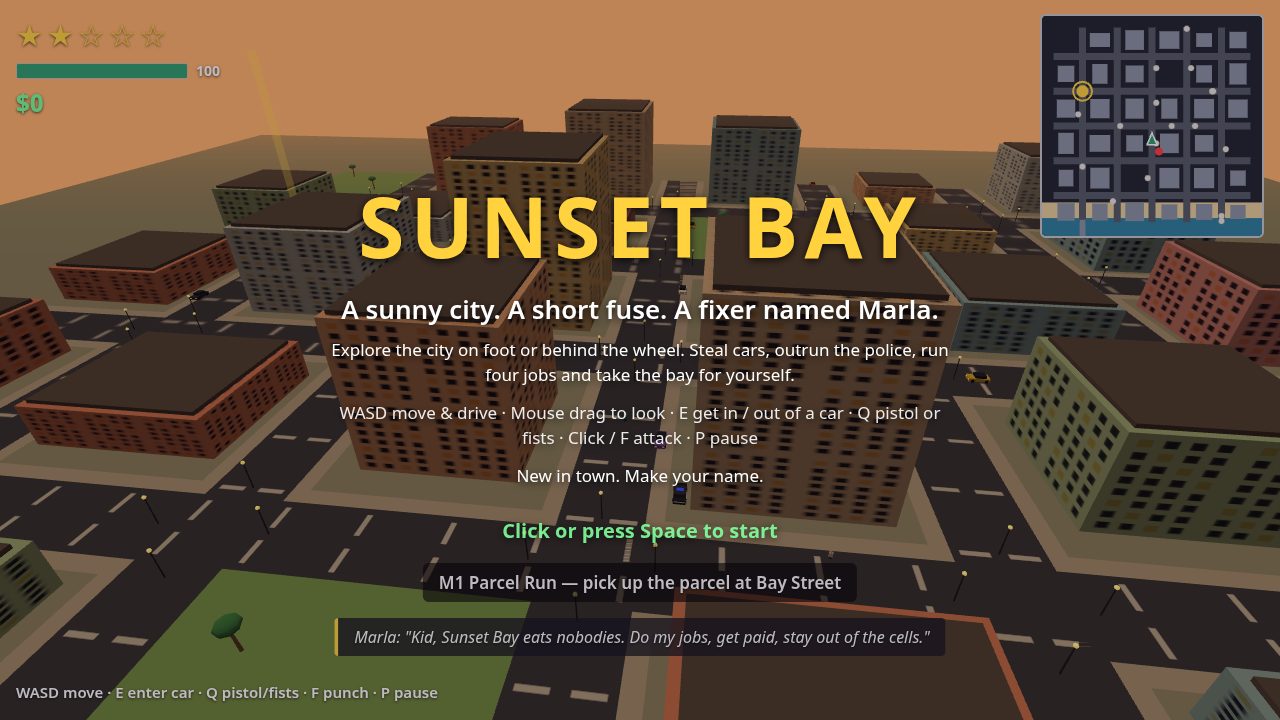 ★★☆☆☆
100
$0
SUNSET BAY
A sunny city. A short fuse. A fixer named Marla.
Explore the city on foot or behind the wheel. Steal cars, outrun the police, run
four jobs and take the bay for yourself.
WASD move & drive · Mouse drag to look · E get in / out of a car · Q pistol or
fists · Click / F attack · P pause
New in town. Make your name.
Click or press Space to start
M1 Parcel Run — pick up the parcel at Bay Street
Marla: "Kid, Sunset Bay eats nobodies. Do my jobs, get paid, stay out of the cells."
WASD move · E enter car · Q pistol/fists · F punch · P pause